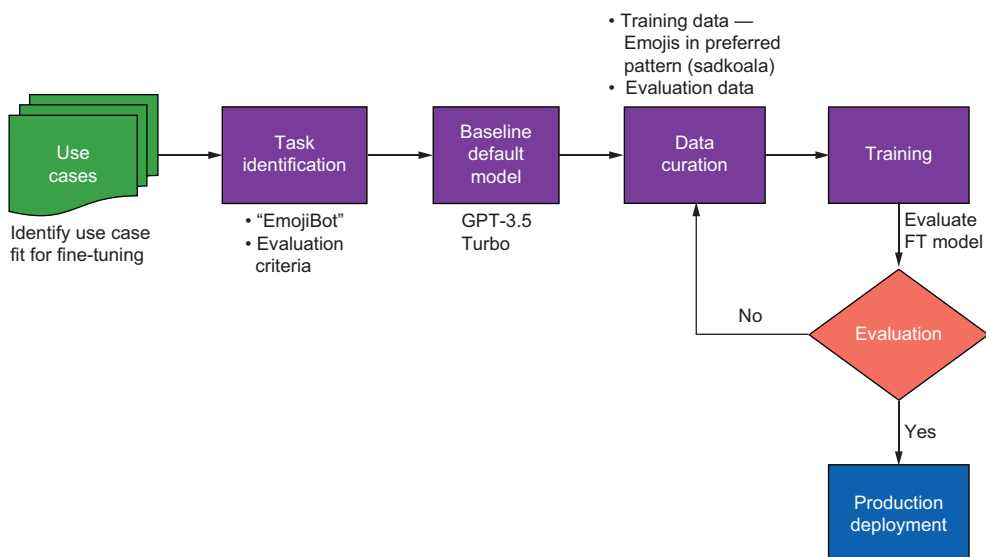 • Training data —
Emojis in preferred
pattern (sadkoala)
• Evaluation data
Use
cases
Task
identification
Baseline
default
model
Data
curation
Training
Identify use case
fit for fine-tuning
• “EmojiBot”
• Evaluation
criteria
GPT-3.5
Turbo
Evaluate
FT model
No
Evaluation
Yes
Production
deployment